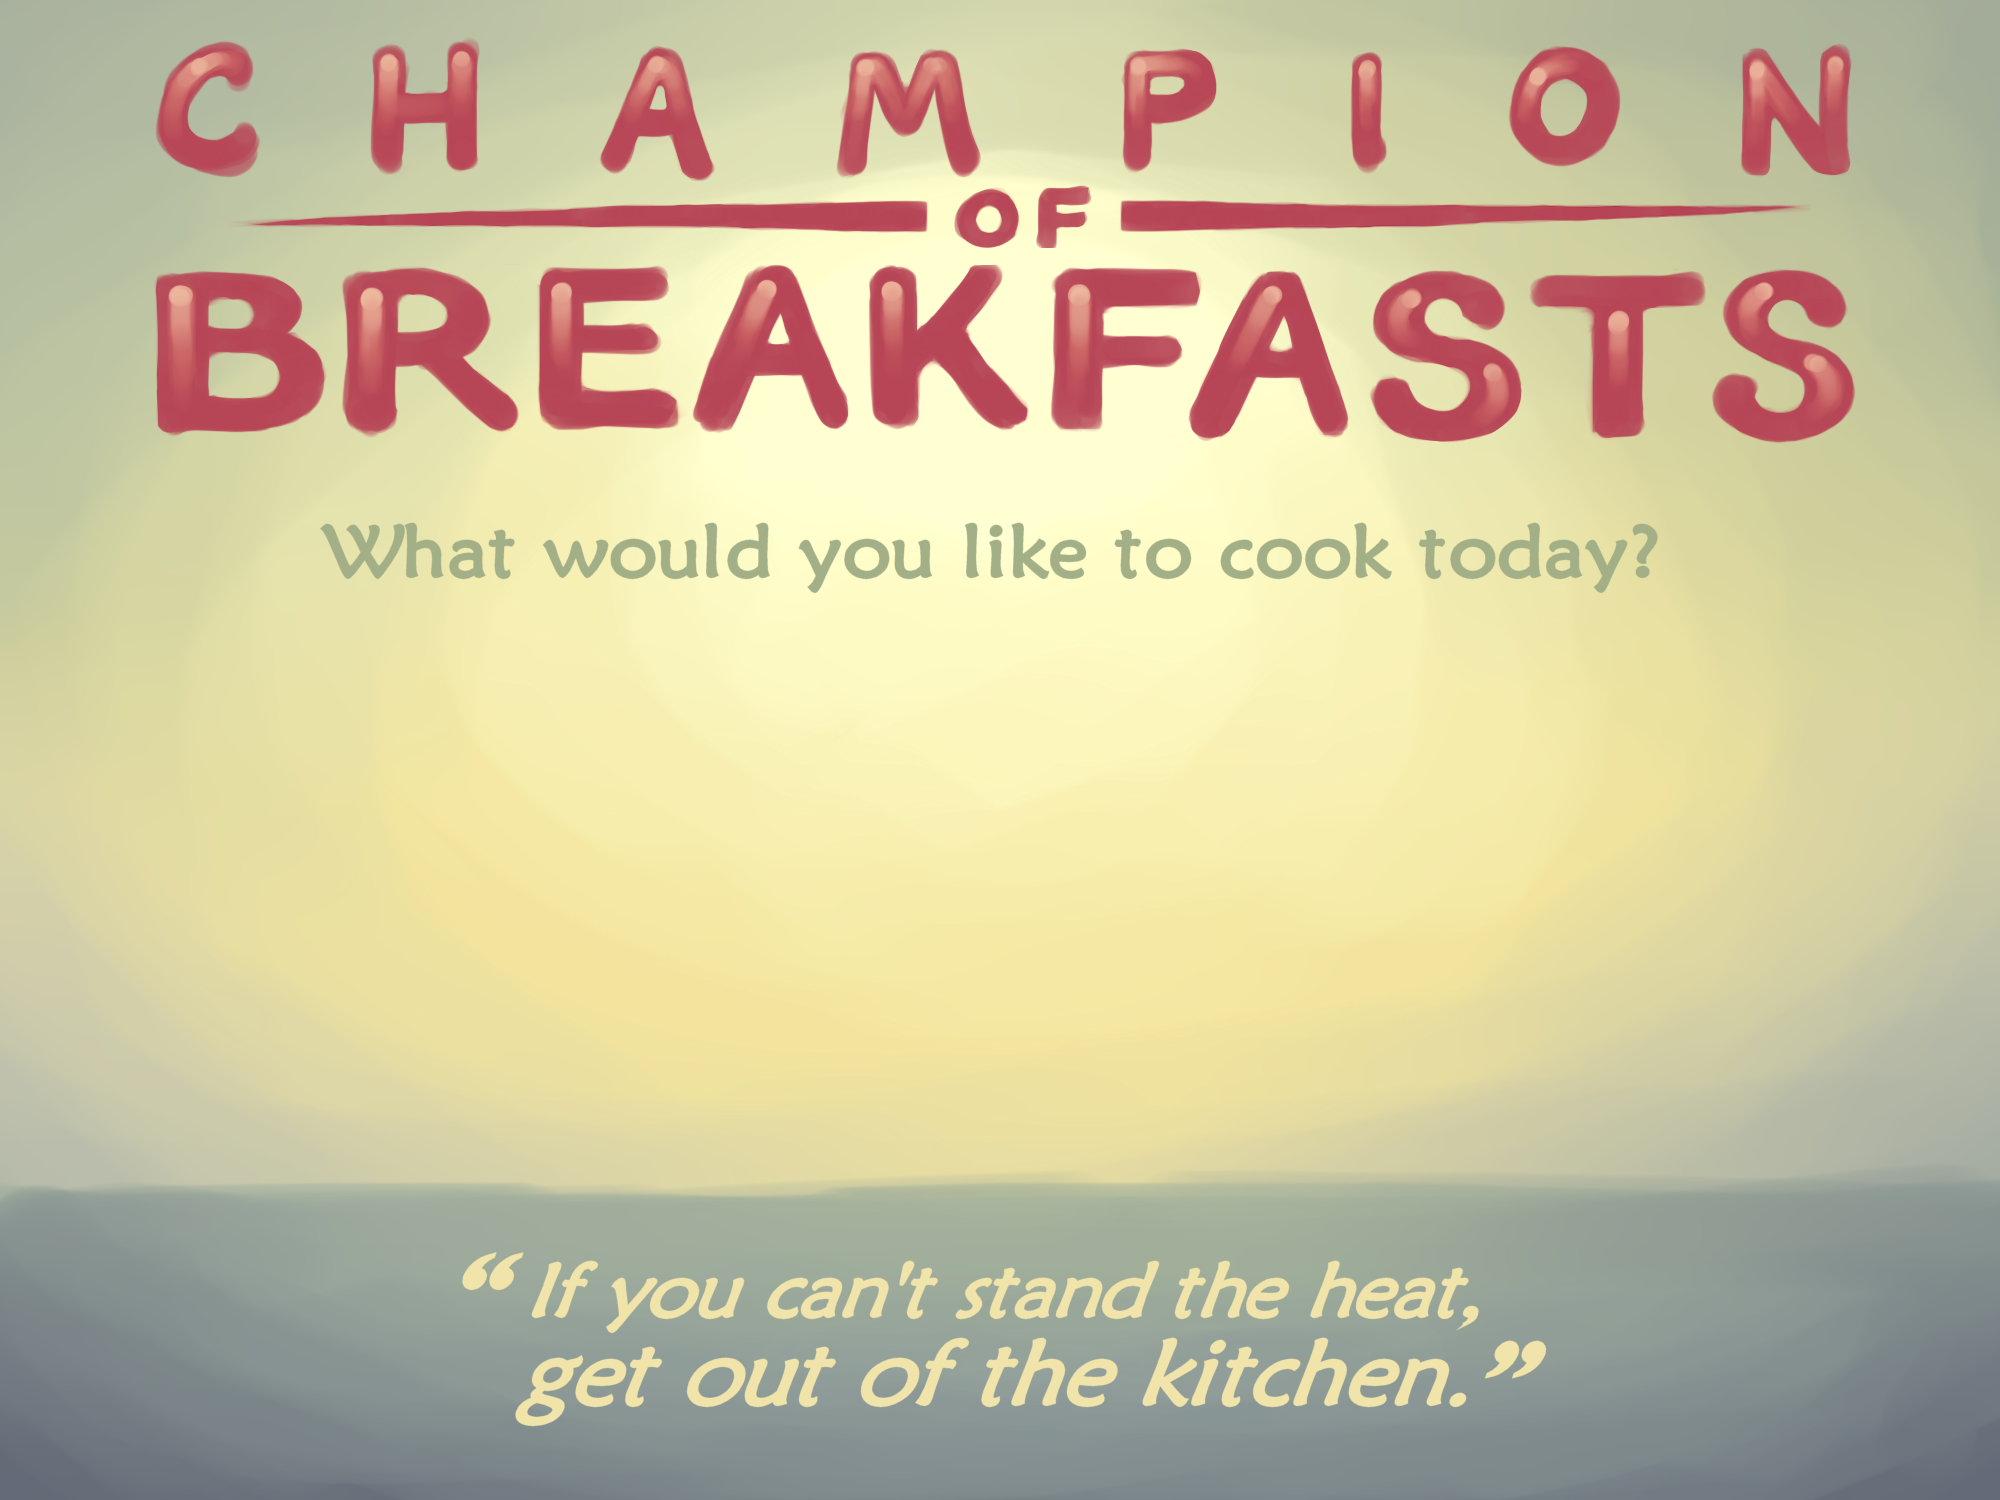 CHAMPION
OF
BREAKFASTS
What would you like to cook today?
“If you can't stand the heat,
get out of the kitchen.”